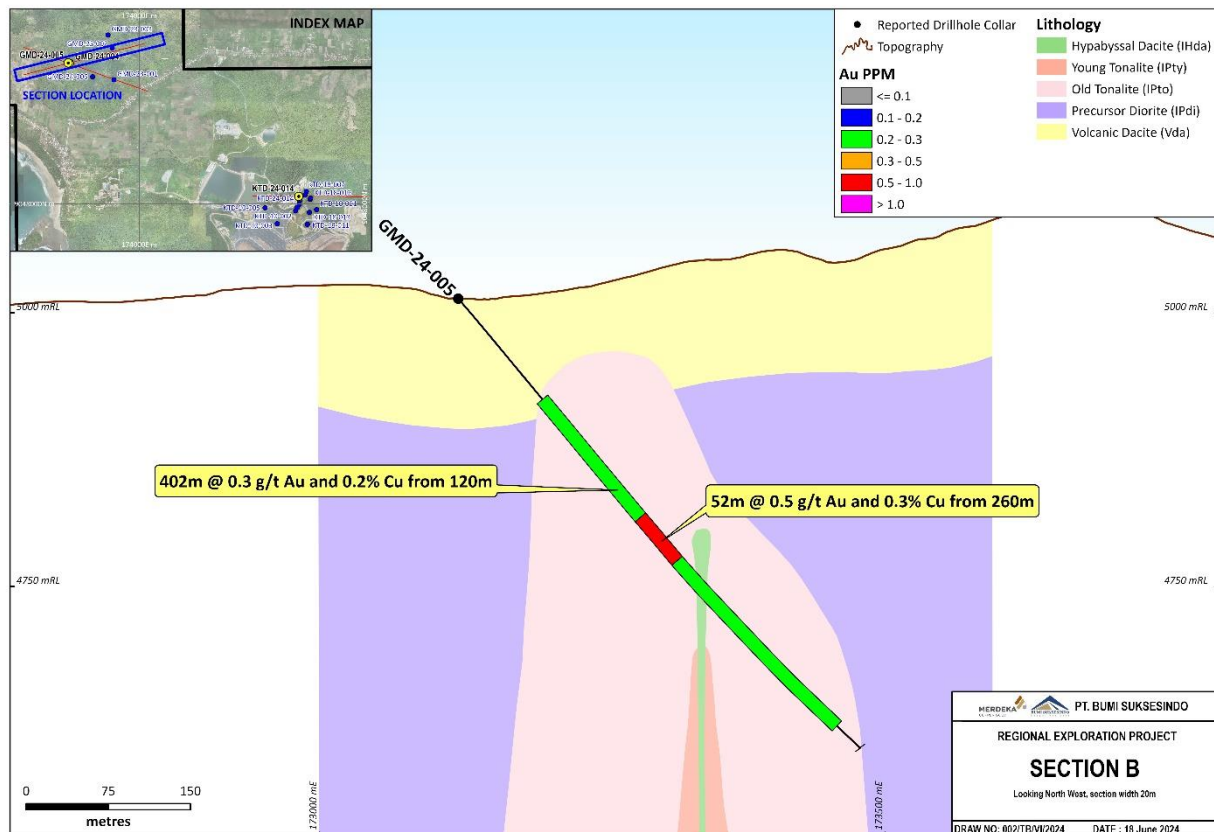 INDEX MAP
174000E m
GMD-24-015
SECTION LOCATION
KTD-24-014
174000E m
Reported Drillhole Collar
Topography
Au PPM
<= 0.1
0.1 - 0.2
0.2 - 0.3
0.3 - 0.5
0.5 - 1.0
> 1.0
Lithology
Hypabyssal Dacite (IHda)
Young Tonalite (IPty)
Old Tonalite (IPto)
Precursor Diorite (IPdi)
Volcanic Dacite (Vda)
GMD-24-005
5000 mRL
5000 mRL
402m @ 0.3 g/t Au and 0.2% Cu from 120m
52m @ 0.5 g/t Au and 0.3% Cu from 260m
4750 mRL
4750 mRL
0 75 150
metres
173000 mE
173500 mE
MERDEKA
PT. BUMI SUKSESINDO
REGIONAL EXPLORATION PROJECT
SECTION B
Looking North West, section width 20m
DRAW NO: 002/TB/VI/2024 DATE : 18 June 2024